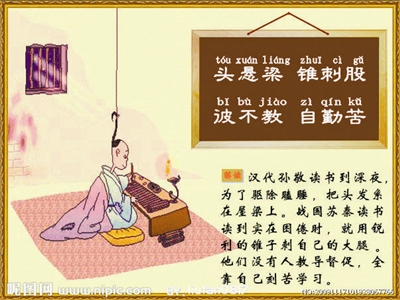 tóu xuán liáng zhuī cì gǔ
头悬梁 锥刺股
bǐ bù jiào zì qín kǔ
彼不教 自勤苦
解读 汉代孙敬读书到深夜,
为了驱除瞌睡,把头发系
在屋梁上。战国苏秦读书
读到实在困倦时,就用锐
利的锥子刺自己的大腿。
他们没有人教导督促,全
靠自己刻苦学习。
昵图网
www.nipic.com